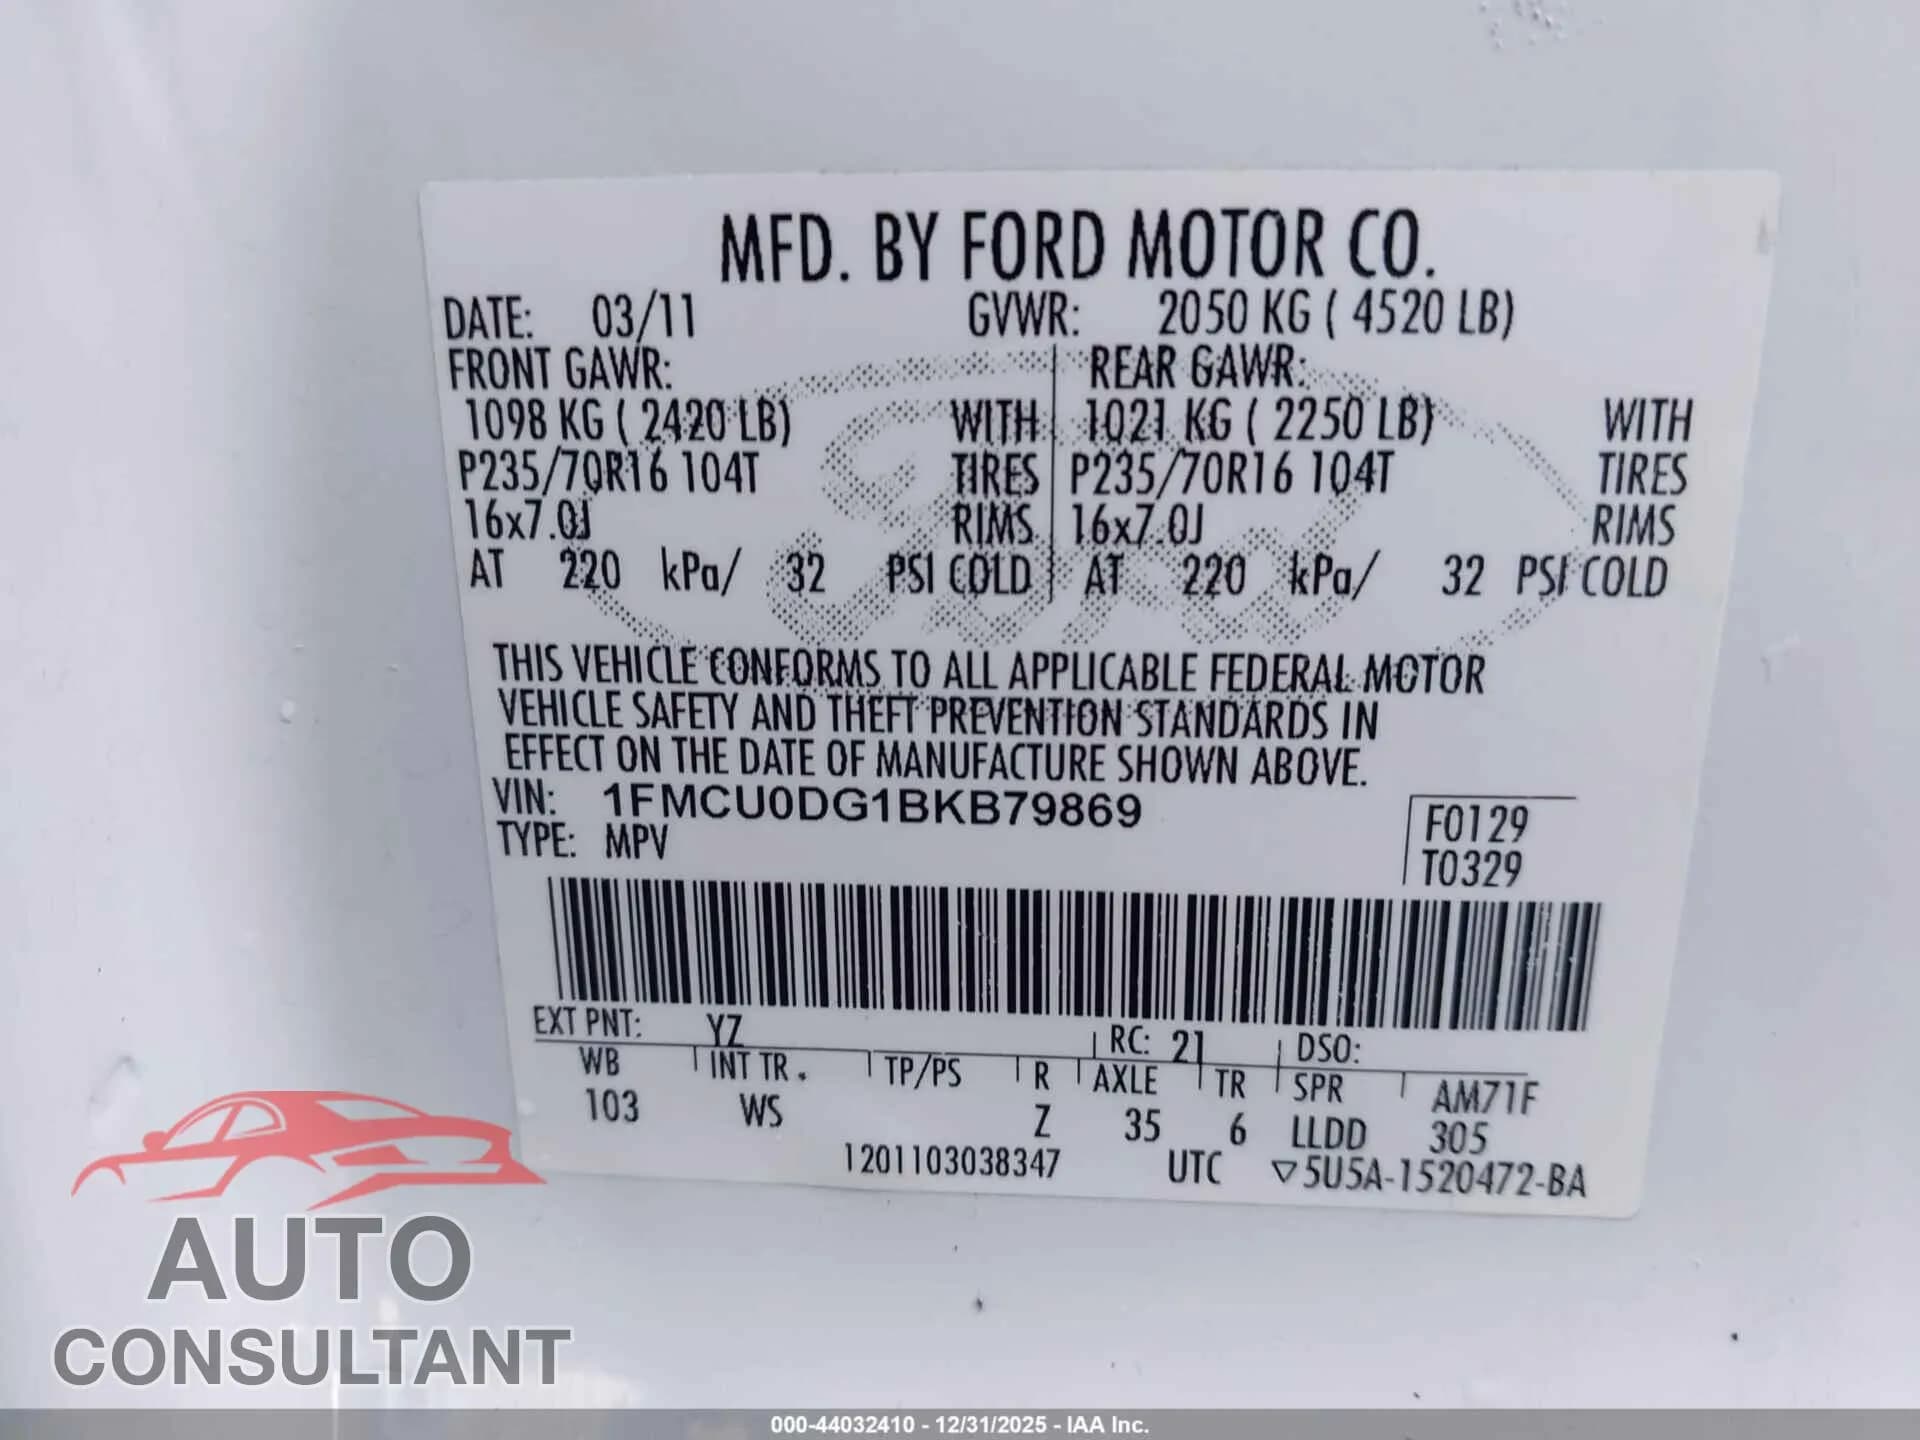 MFD. BY FORD MOTOR CO.
DATE: 03/11 GVWR: 2050 KG ( 4520 LB)
FRONT GAWR: REAR GAWR:
1098 KG ( 2420 LB) WITH 1021 KG ( 2250 LB) WITH
P235/70R16 104T TIRES P235/70R16 104T TIRES
16x7.0J RIMS 16x7.0J RIMS
AT 220 kPa/ 32 PSI COLD AT 220 kPa/ 32 PSI COLD
Ford
THIS VEHICLE CONFORMS TO ALL APPLICABLE FEDERAL MOTOR
VEHICLE SAFETY AND THEFT PREVENTION STANDARDS IN
EFFECT ON THE DATE OF MANUFACTURE SHOWN ABOVE.
VIN: 1FMCU0DG1BKB79869
TYPE: MPV
F0129
T0329
EXT PNT: YZ RC: 21 DSO:
WB INT TR. TP/PS R AXLE TR SPR AM71F
103 WS Z 35 6 LLDD 305
1201103038347 UTC ▽5U5A-1520472-BA
AUTO
CONSULTANT
000-44032410 - 12/31/2025 - IAA Inc.